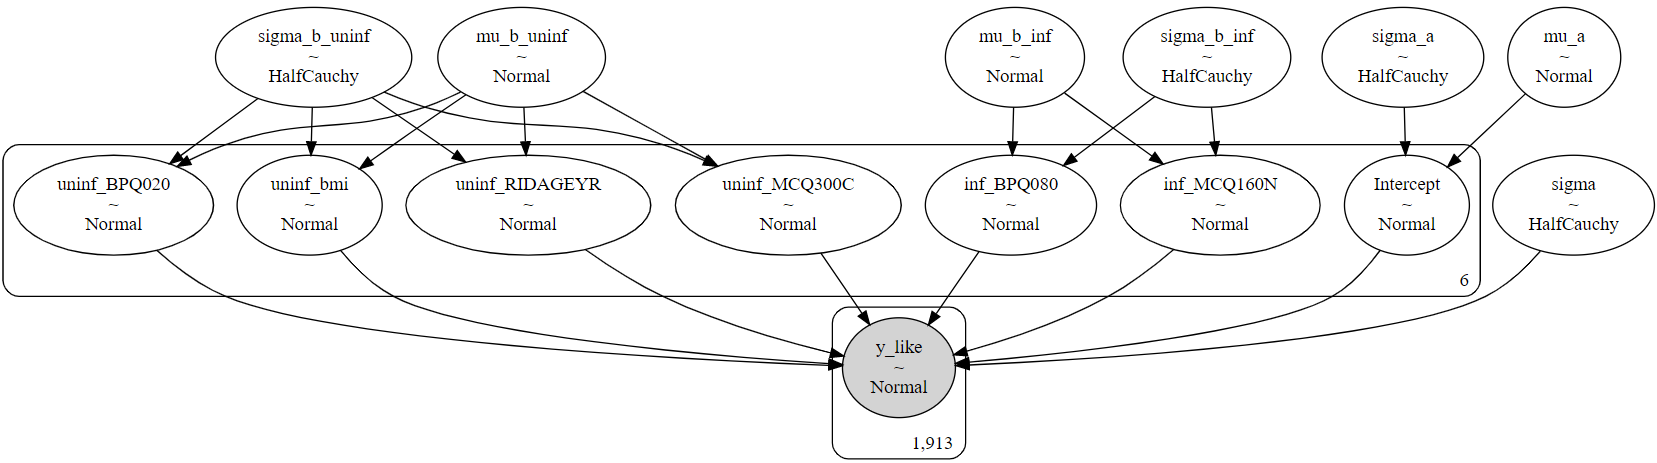 sigma_b_uninf
~
HalfCauchy
mu_b_uninf
~
Normal
mu_b_inf
~
Normal
sigma_b_inf
~
HalfCauchy
sigma_a
~
HalfCauchy
mu_a
~
Normal
uninf_BPQ020
~
Normal
uninf_bmi
~
Normal
uninf_RIDAGEYR
~
Normal
uninf_MCQ300C
~
Normal
inf_BPQ080
~
Normal
inf_MCQ160N
~
Normal
Intercept
~
Normal
sigma
~
HalfCauchy
6
y_like
~
Normal
1,913